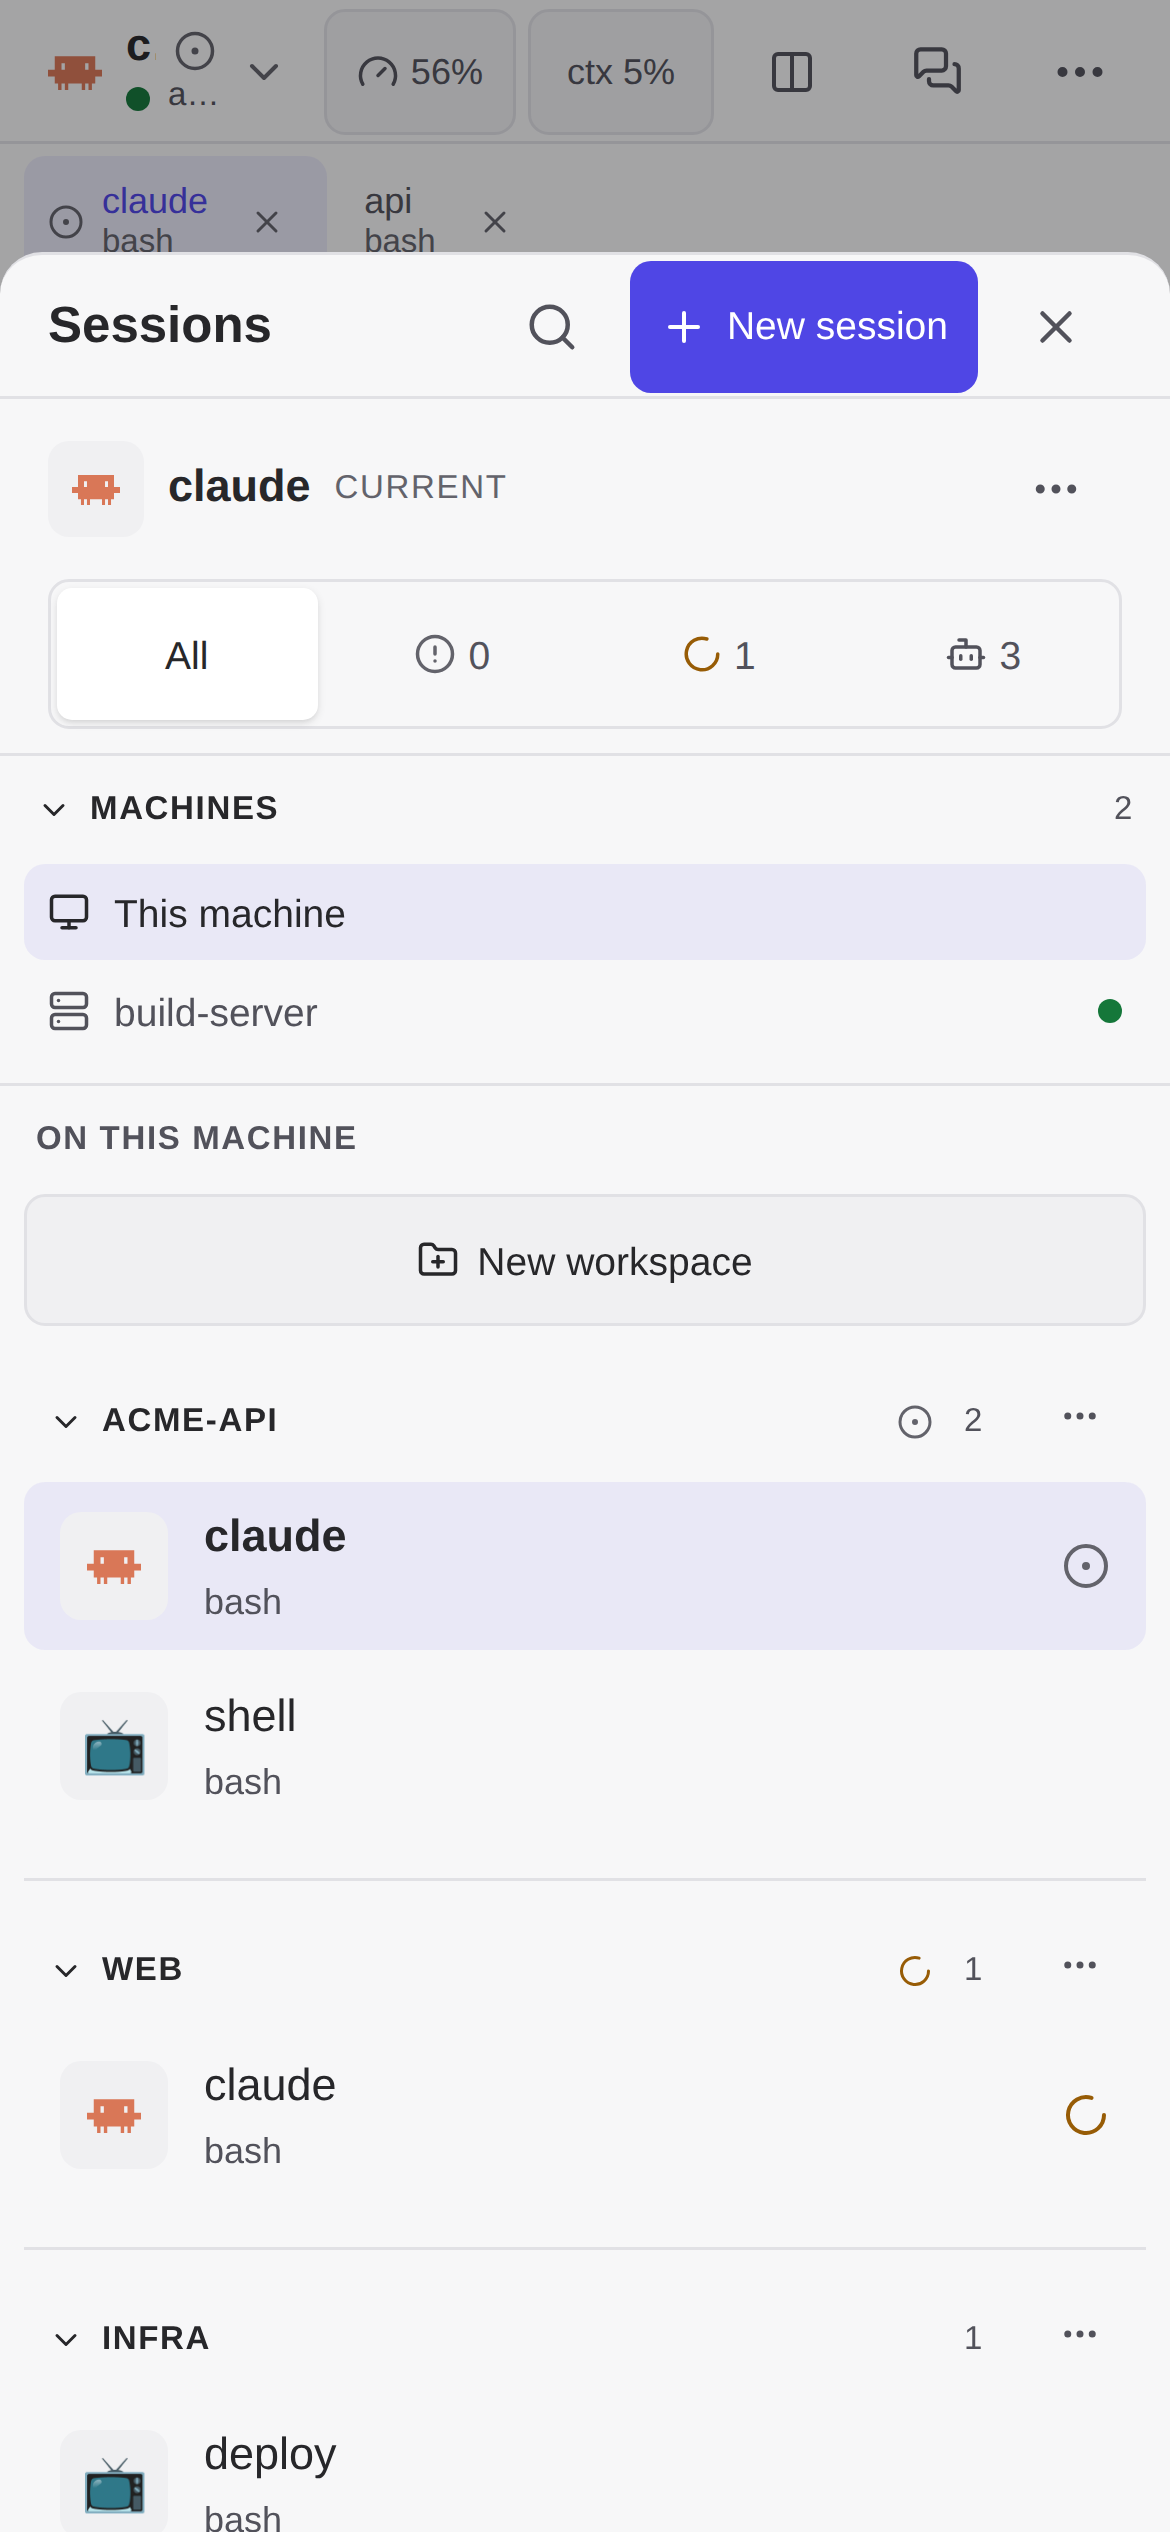 c
a...
56%
ctx 5%
claude
bash
api
bash
Sessions
New session
claude CURRENT
All
0
1
3
MACHINES
2
This machine
build-server
ON THIS MACHINE
New workspace
ACME-API
2
claude
bash
shell
bash
WEB
1
claude
bash
INFRA
1
deploy
bash